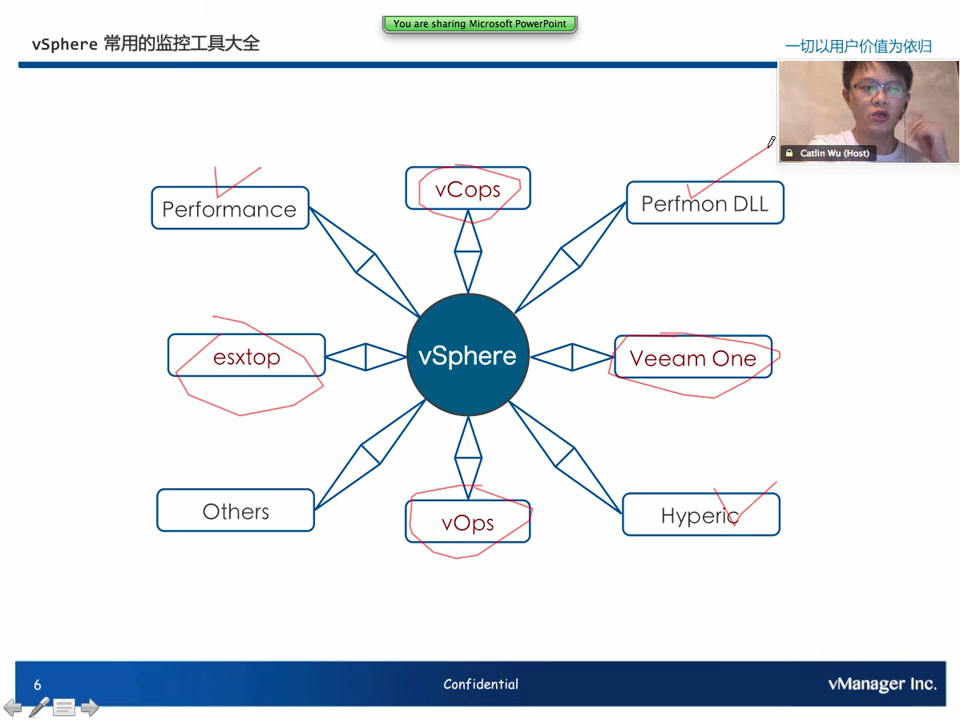 You are sharing Microsoft PowerPoint
vSphere 常用的监控工具大全
一切以用户价值为依归
Catlin Wu (Host)
vCops
Performance
Perfmon DLL
esxtop
vSphere
Veeam One
Others
vOps
Hyperic
6
Confidential
vManager Inc.